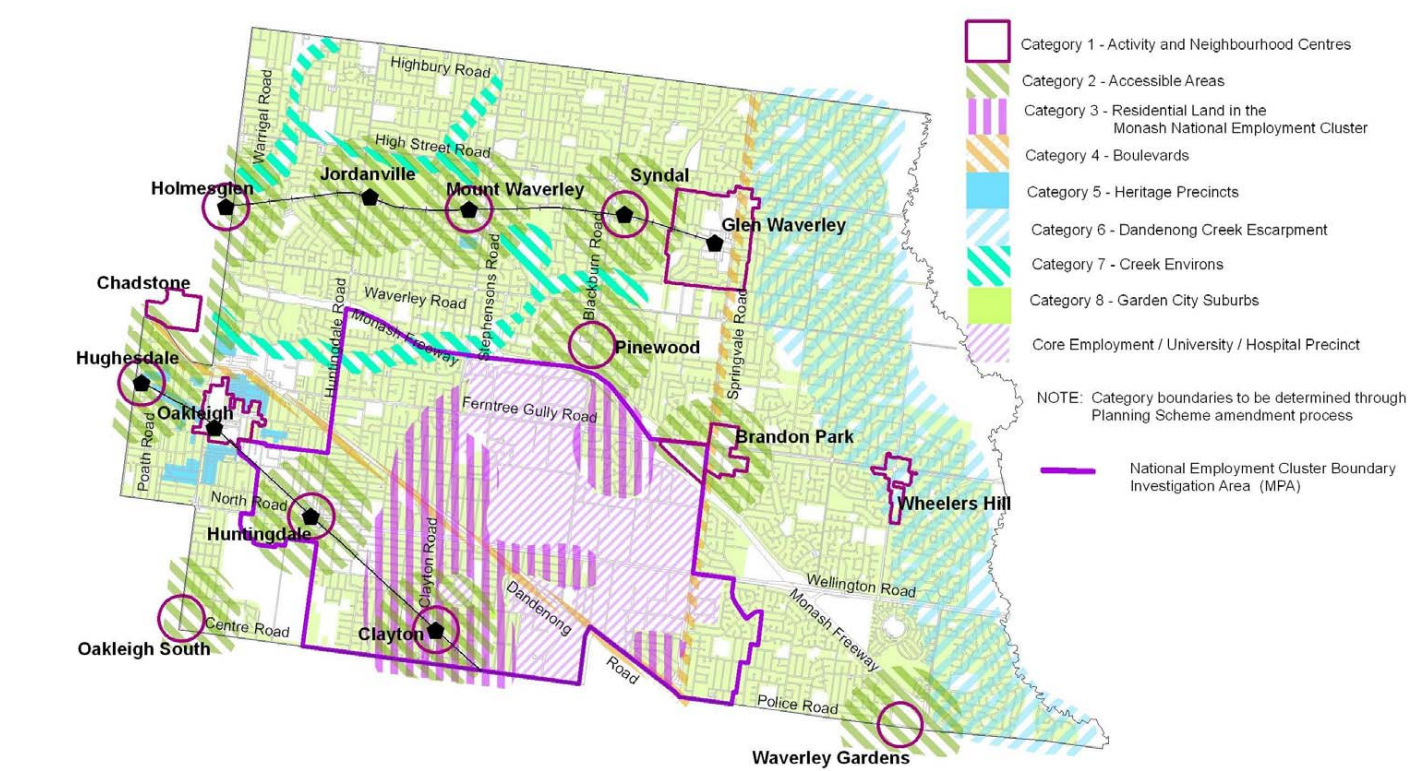 Highbury Road
Warrigal Road
High Street Road
Jordanville
Holmesglen
Mount Waverley
Syndal
Glen Waverley
Chadstone
Huntingdale Road
Waverley Road
Stephensons Road
Blackburn Road
Springvale Road
Monash Freeway
Pinewood
Hughesdale
Oakleigh
Poath Road
Ferntree Gully Road
Brandon Park
North Road
Huntingdale
Wheelers Hill
Clayton Road
Dandenong
Road
Wellington Road
Monash Freeway
Centre Road
Clayton
Oakleigh South
Police Road
Waverley Gardens
Category 1 - Activity and Neighbourhood Centres
Category 2 - Accessible Areas
Category 3 - Residential Land in the
Monash National Employment Cluster
Category 4 - Boulevards
Category 5 - Heritage Precincts
Category 6 - Dandenong Creek Escarpment
Category 7 - Creek Environs
Category 8 - Garden City Suburbs
Core Employment / University / Hospital Precinct
NOTE: Category boundaries to be determined through
Planning Scheme amendment process
National Employment Cluster Boundary
Investigation Area (MPA)